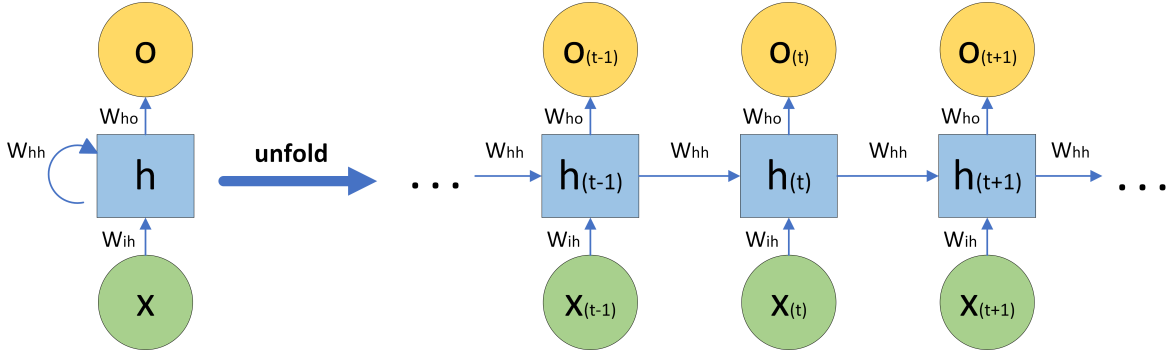 o o(t-1) o(t) o(t+1)
Who Who Who Who
Whh unfold Whh Whh Whh Whh
h ... h(t-1) h(t) h(t+1) ...
Wih Wih Wih Wih
x x(t-1) x(t) x(t+1)